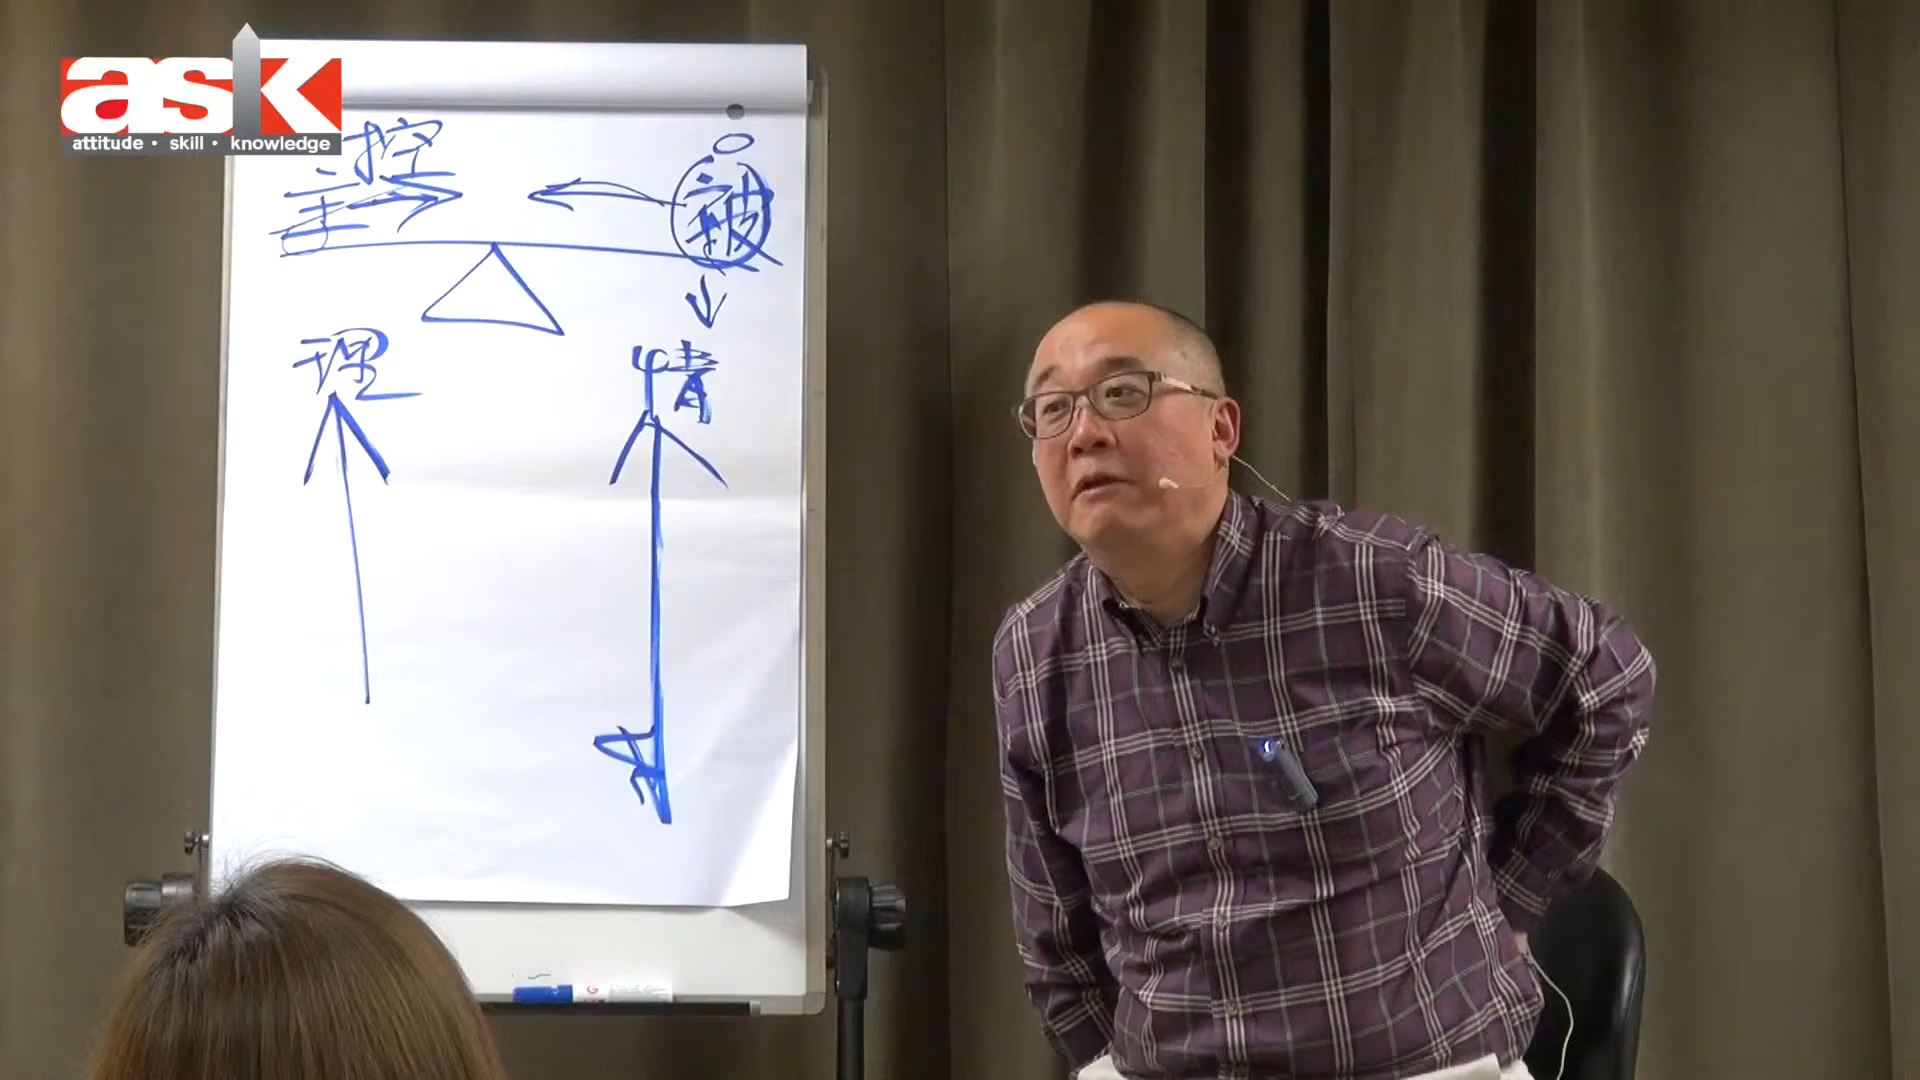 ask
attitude • skill • knowledge
控
主 被
理 情